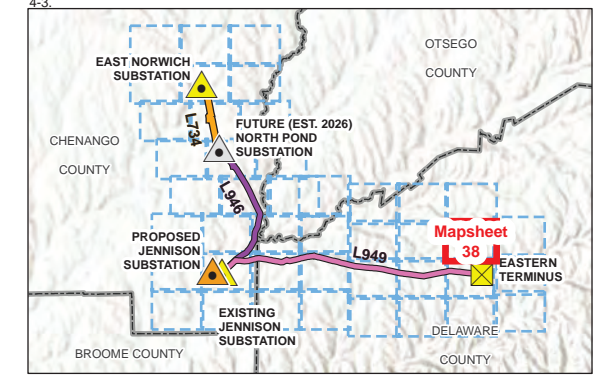 4-3.
OTSEGO
COUNTY
EAST NORWICH
SUBSTATION
L734
FUTURE (EST. 2026)
NORTH POND
SUBSTATION
CHENANGO
COUNTY
L946
PROPOSED
JENNISON
SUBSTATION
Mapsheet
38
L949
EASTERN
TERMINUS
EXISTING
JENNISON
SUBSTATION
DELAWARE
COUNTY
BROOME COUNTY